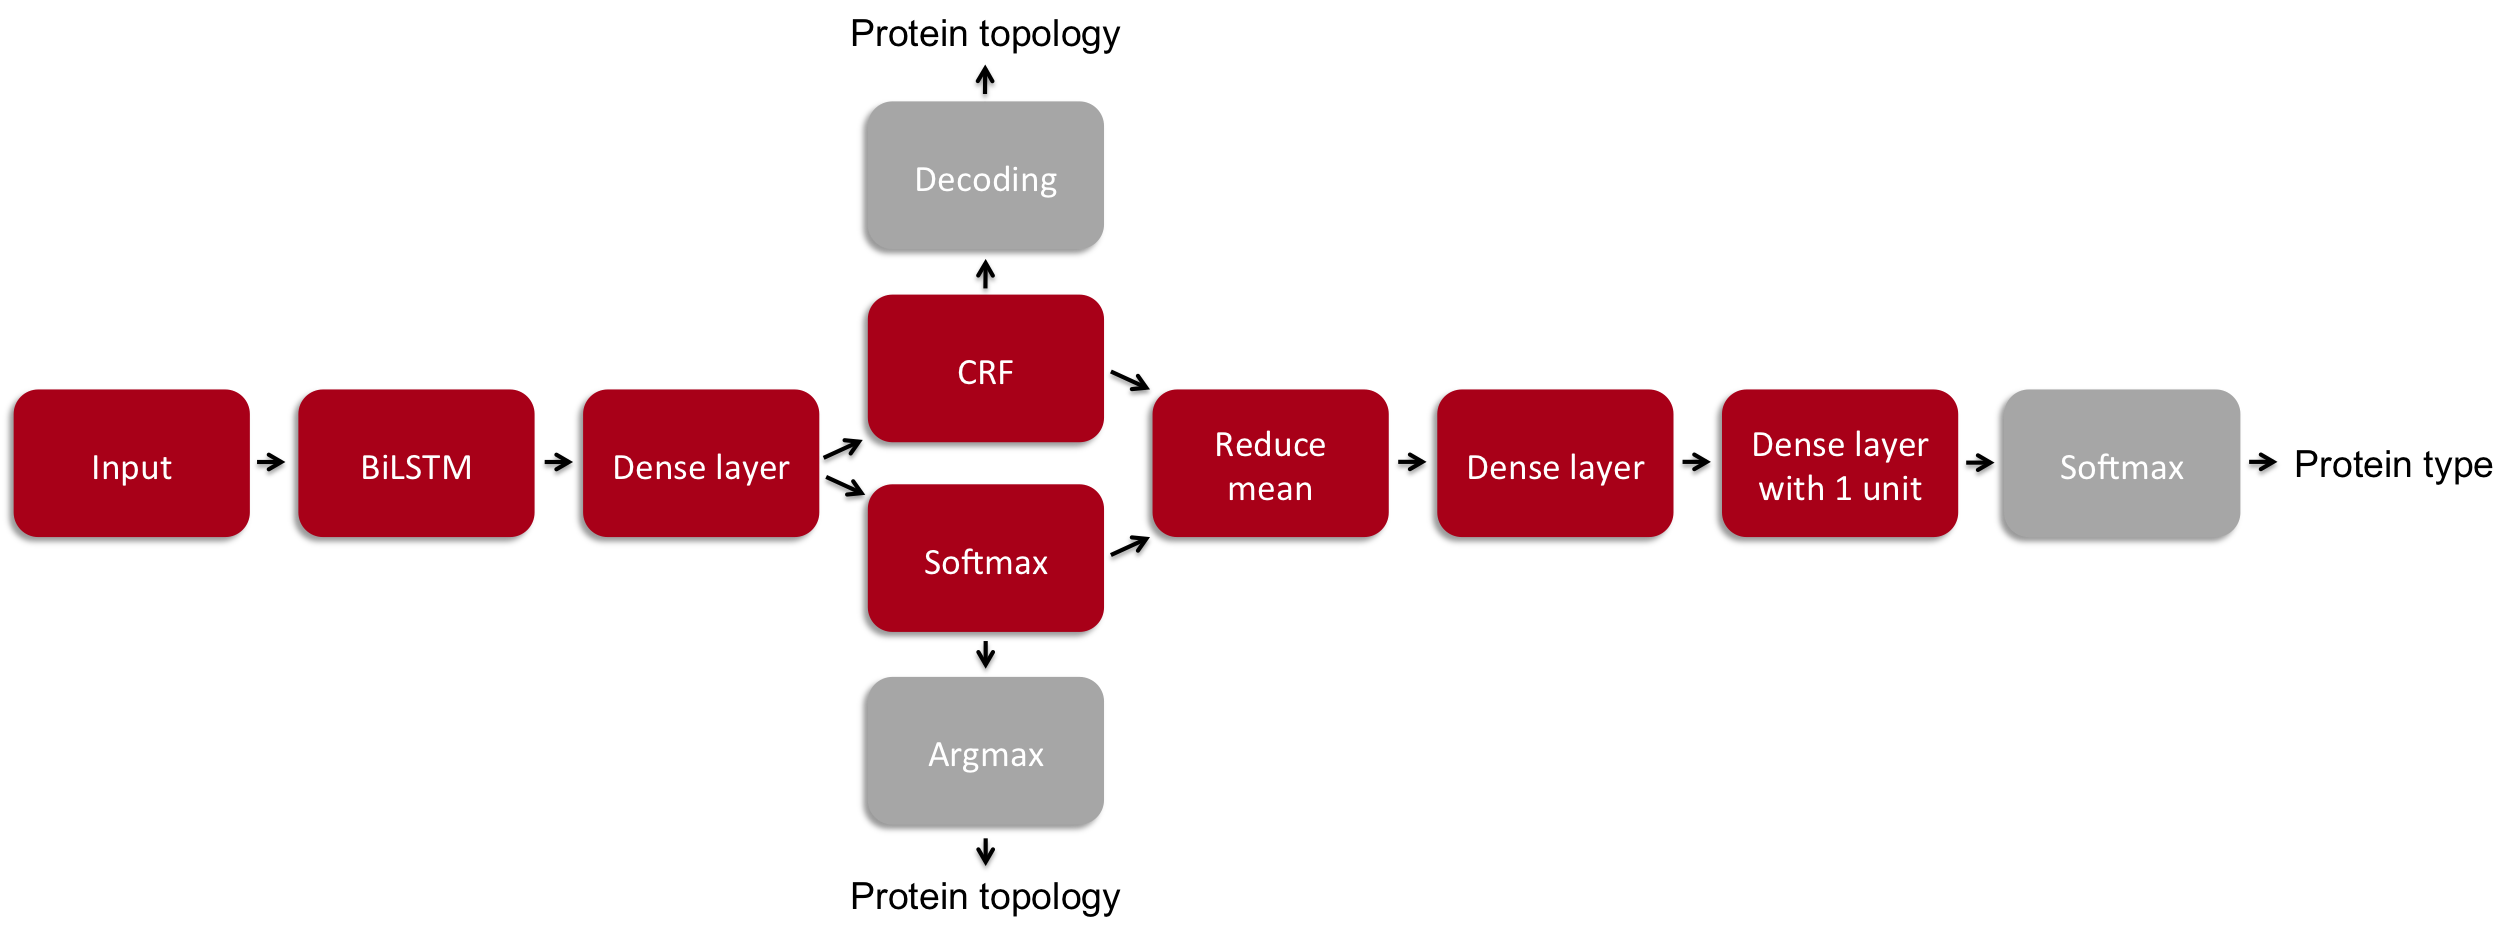 Protein topology
Decoding
CRF
Input
BiLSTM
Dense layer
Softmax
Reduce
mean
Dense layer
Dense layer
with 1 unit
Softmax
Protein type
Argmax
Protein topology